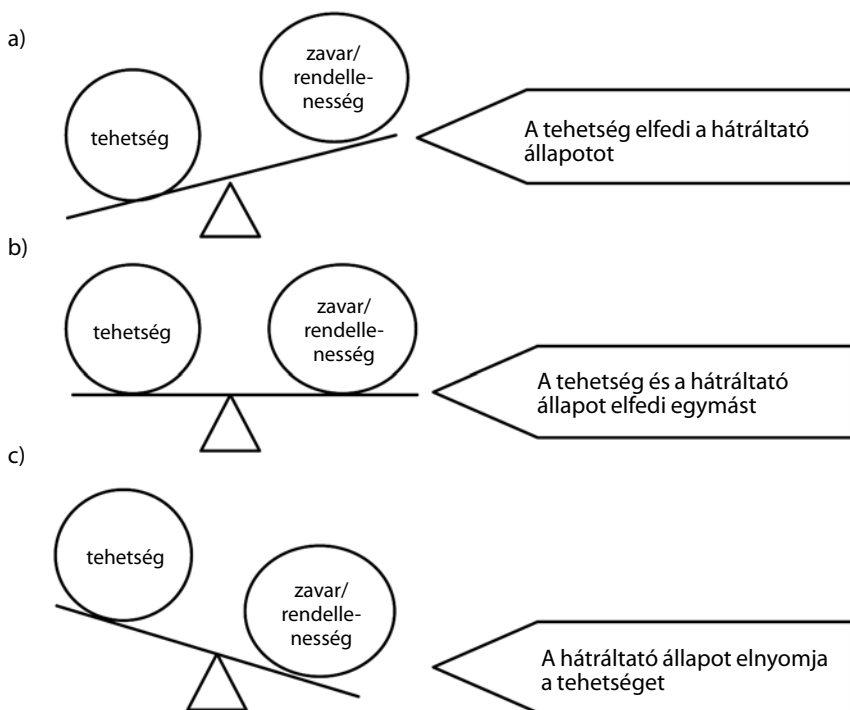 a)
tehetség
zavar/
rendelle-
nesség
A tehetség elfedi a hátráltató
állapotot
b)
tehetség
zavar/
rendelle-
nesség
A tehetség és a hátráltató
állapot elfedi egymást
c)
tehetség
zavar/
rendelle-
nesség
A hátráltató állapot elnyomja
a tehetséget